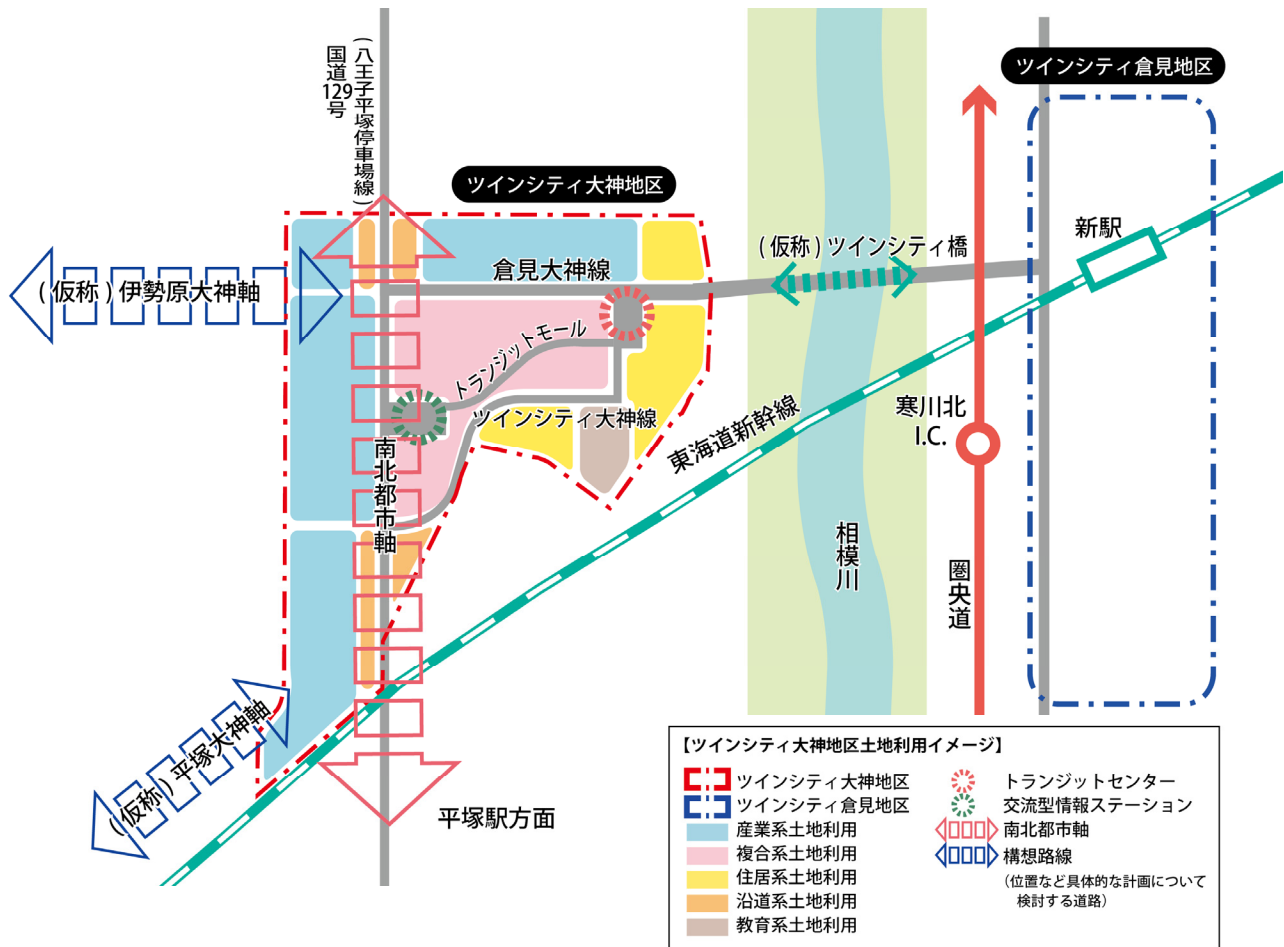 (八王子平塚停車場線)
国道129号
ツインシティ倉見地区
ツインシティ大神地区
新駅
(仮称)ツインシティ橋
倉見大神線
(仮称)伊勢原大神軸
トランジットモール
ツインシティ大神線
東海道新幹線
寒川北
I.C.
南北都市軸
相模川
圏央道
(仮称)平塚大神軸
平塚駅方面
【ツインシティ大神地区土地利用イメージ】
ツインシティ大神地区
ツインシティ倉見地区
産業系土地利用
複合系土地利用
住居系土地利用
沿道系土地利用
教育系土地利用
トランジットセンター
交流型情報ステーション
南北都市軸
構想路線
(位置など具体的な計画について
検討する道路)